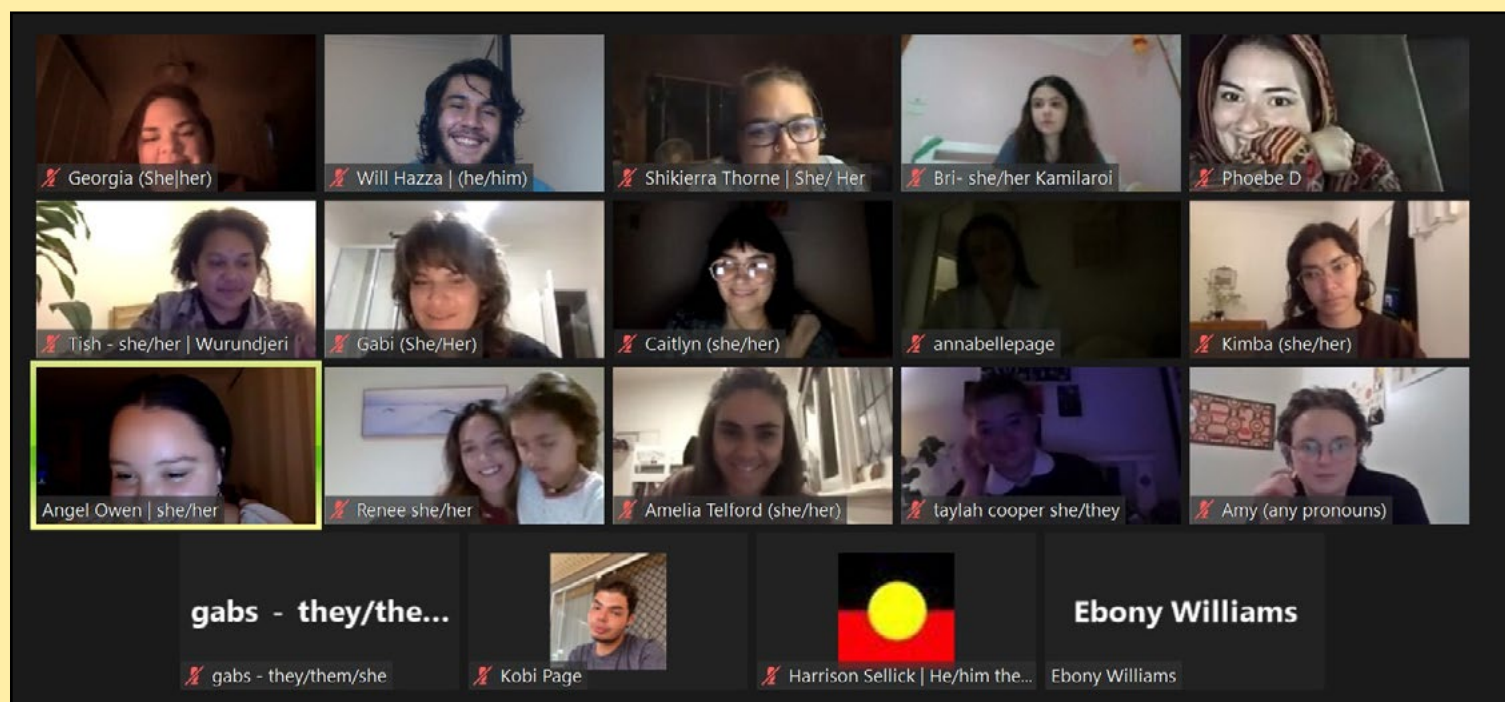 Georgia (She|her)
Will Hazza | (he/him)
Shikierra Thorne | She/ Her
Bri- she/her Kamilaroi
Phoebe D
Tish - she/her | Wurundjeri
Gabi (She/Her)
Caitlyn (she/her)
annabellepage
Kimba (she/her)
Angel Owen | she/her
Renee she/her
Amelia Telford (she/her)
taylah cooper she/they
Amy (any pronouns)
gabs - they/the...
Ebony Williams
gabs - they/them/she
Kobi Page
Harrison Sellick | He/him the...
Ebony Williams